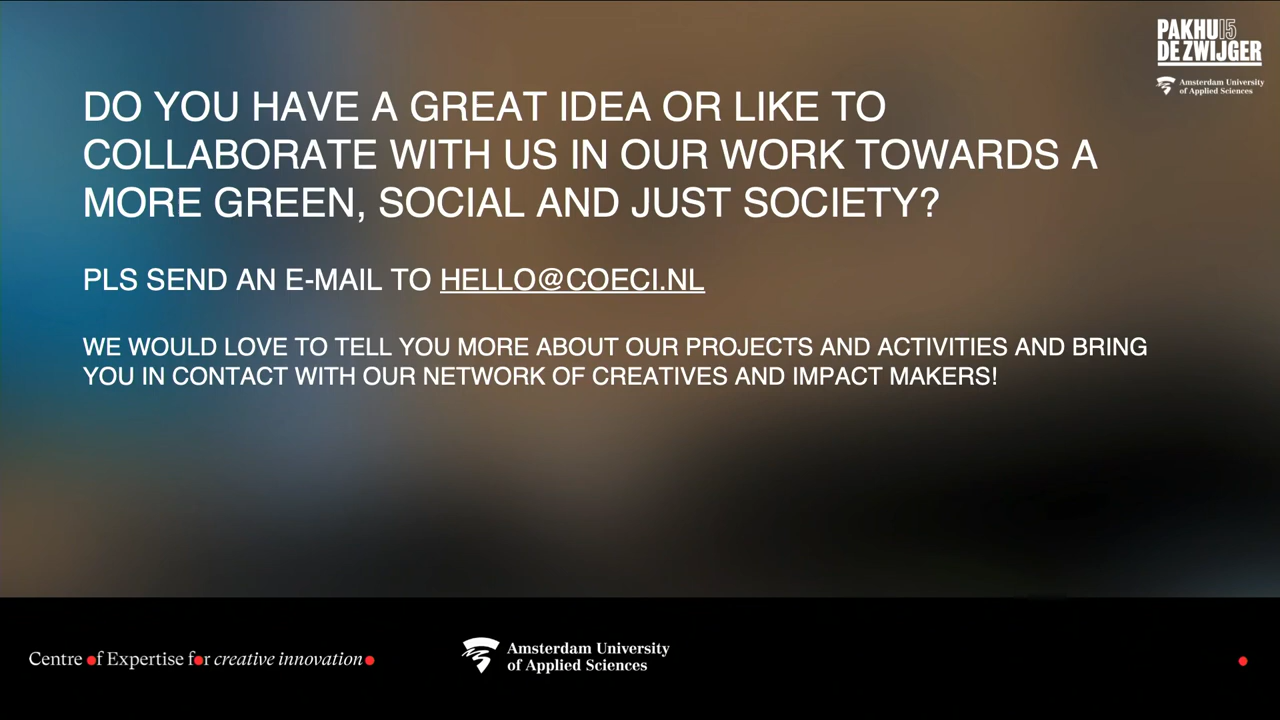 PAKHU15
DE ZWIJGER
Amsterdam University
of Applied Sciences
DO YOU HAVE A GREAT IDEA OR LIKE TO
COLLABORATE WITH US IN OUR WORK TOWARDS A
MORE GREEN, SOCIAL AND JUST SOCIETY?
PLS SEND AN E-MAIL TO HELLO@COECI.NL
WE WOULD LOVE TO TELL YOU MORE ABOUT OUR PROJECTS AND ACTIVITIES AND BRING
YOU IN CONTACT WITH OUR NETWORK OF CREATIVES AND IMPACT MAKERS!
Centre of Expertise for creative innovation
Amsterdam University
of Applied Sciences